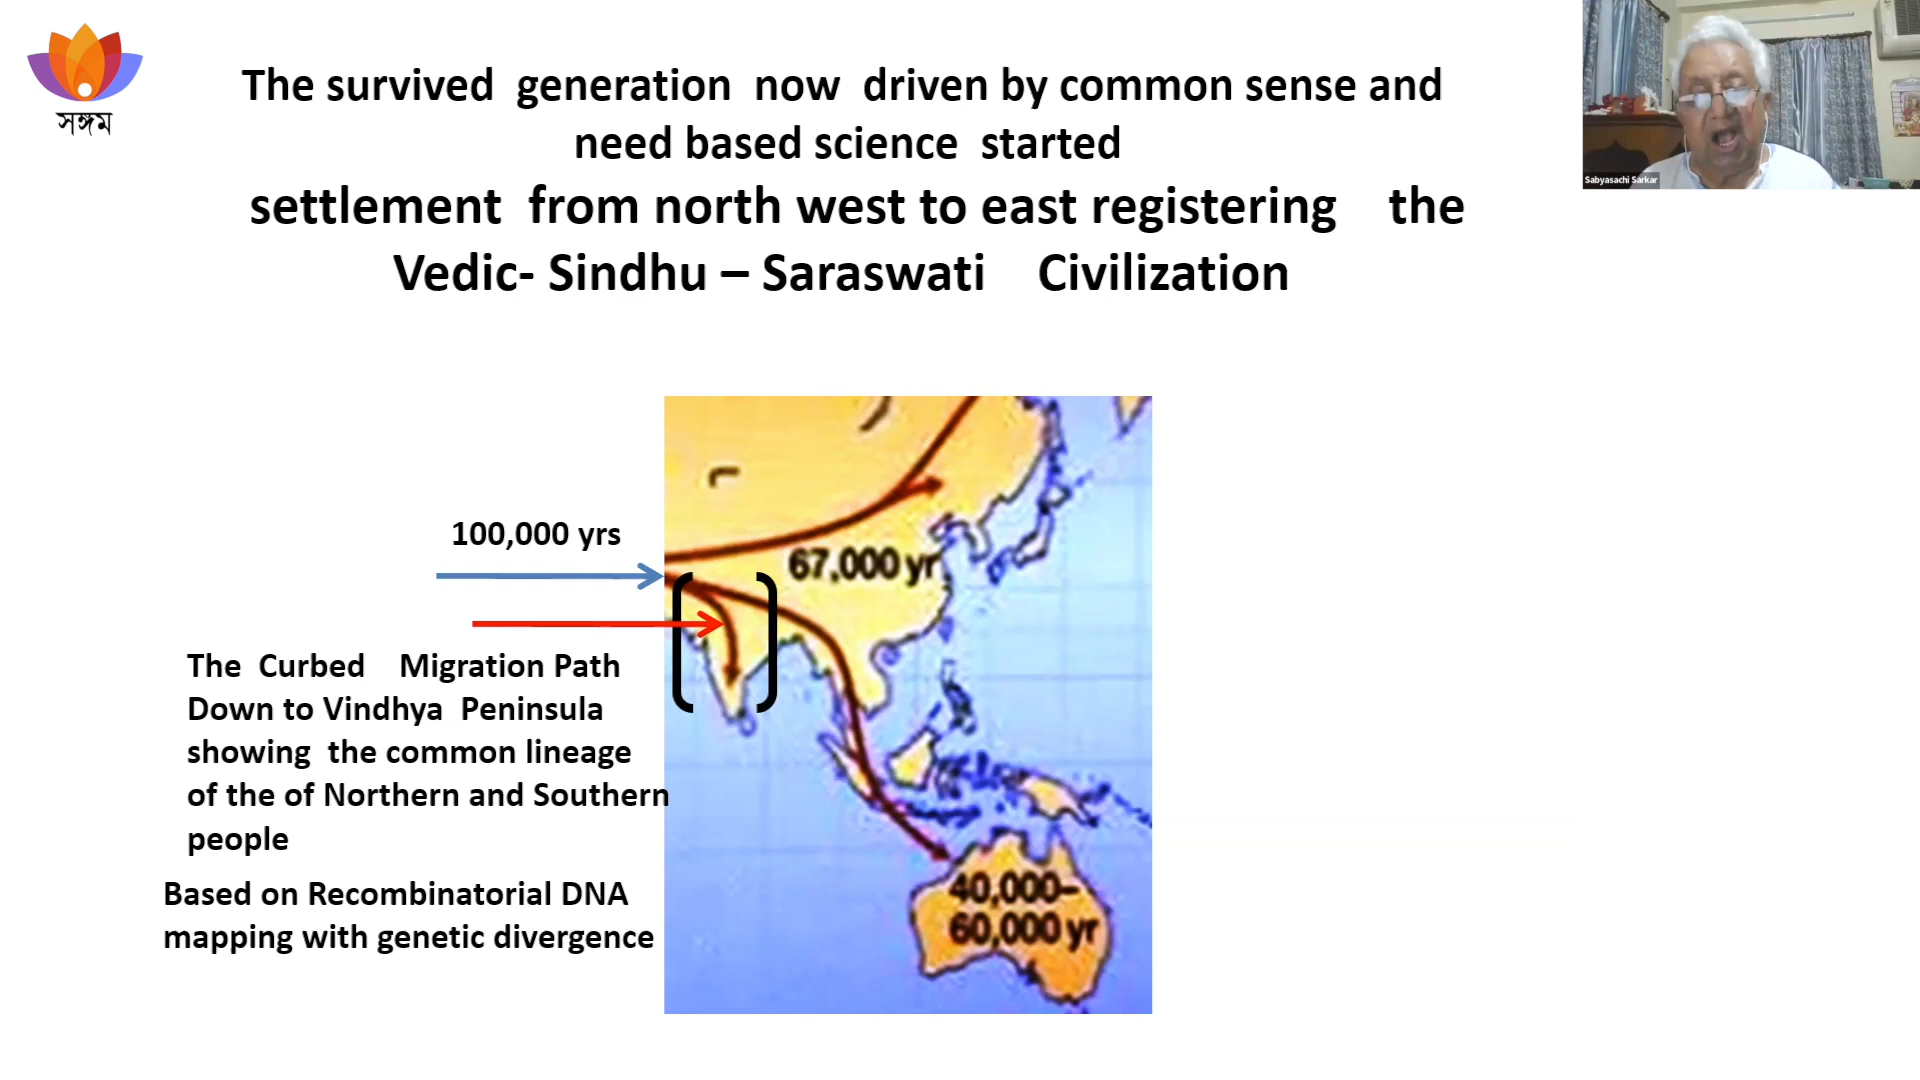 সঙ্গম
The survived generation now driven by common sense and
need based science started
settlement from north west to east registering the
Vedic- Sindhu – Saraswati Civilization
Sabyasachi Sarkar
100,000 yrs
67,000 yr
The Curbed Migration Path
Down to Vindhya Peninsula
showing the common lineage
of the of Northern and Southern
people
Based on Recombinatorial DNA
mapping with genetic divergence
40,000–
60,000 yr